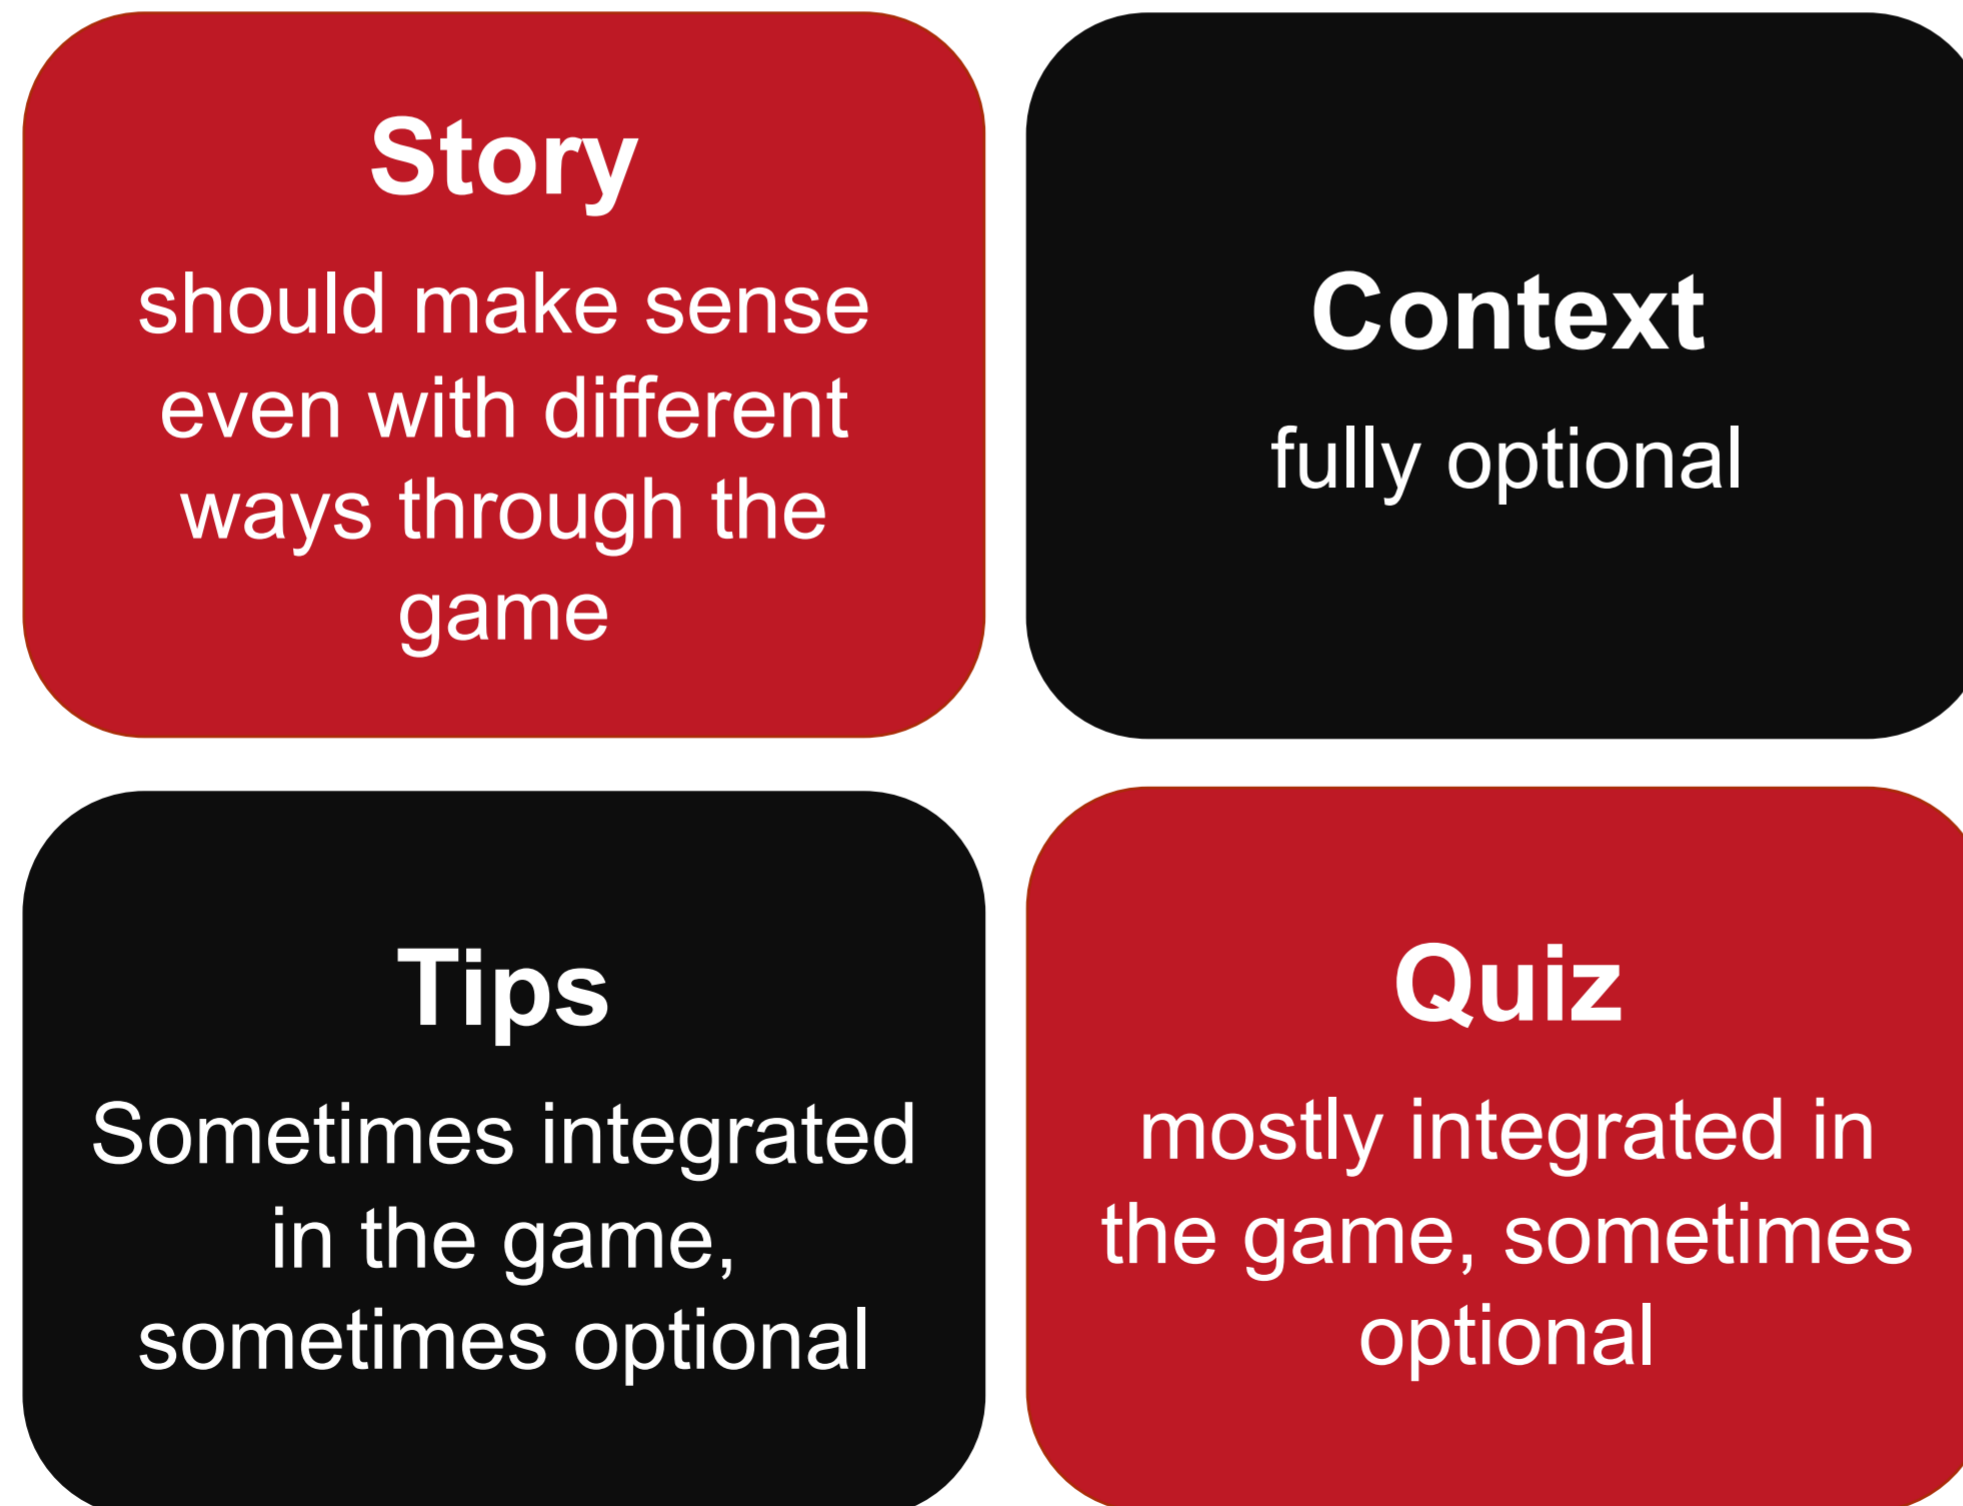 Story
should make sense
even with different
ways through the
game
Context
fully optional
Tips
Sometimes integrated
in the game,
sometimes optional
Quiz
mostly integrated in
the game, sometimes
optional